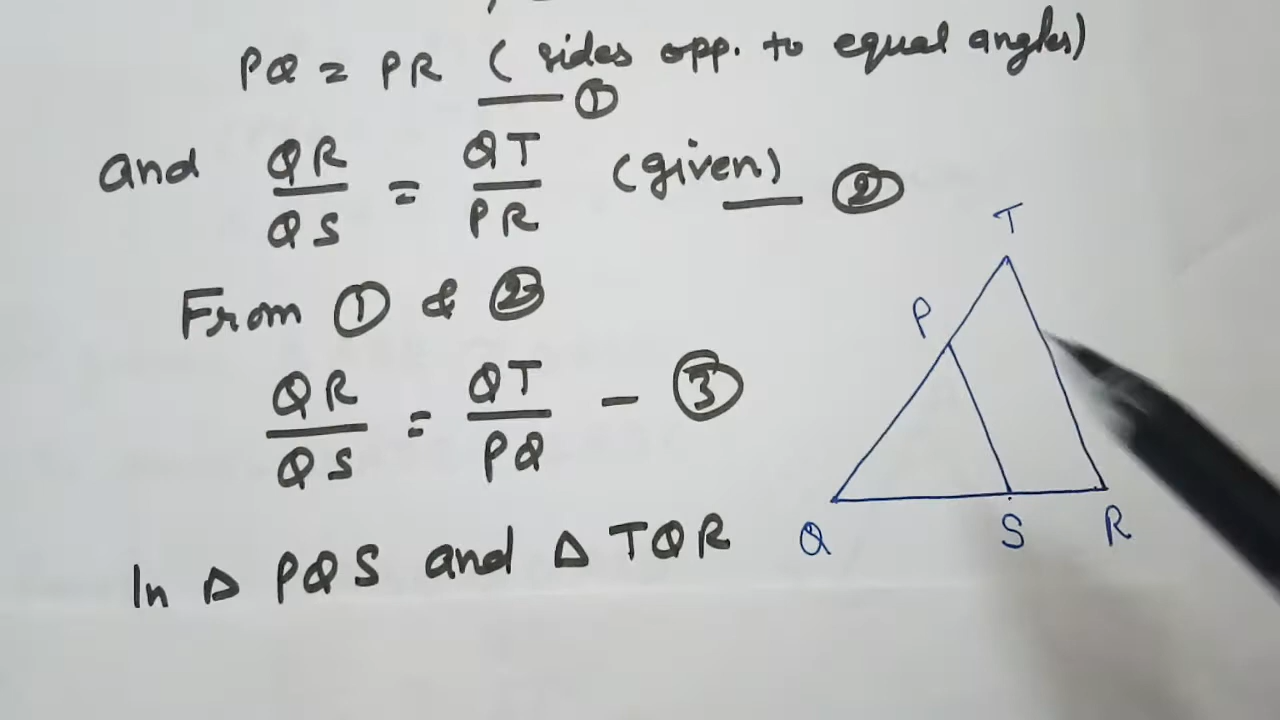 PQ = PR (sides opp. to equal angles)
— ①
and QR/QS = QT/PR (given) — ②
From ① & ②
QR/QS = QT/PQ — ③
In Δ PQS and Δ TQR
T
P
Q
S
R